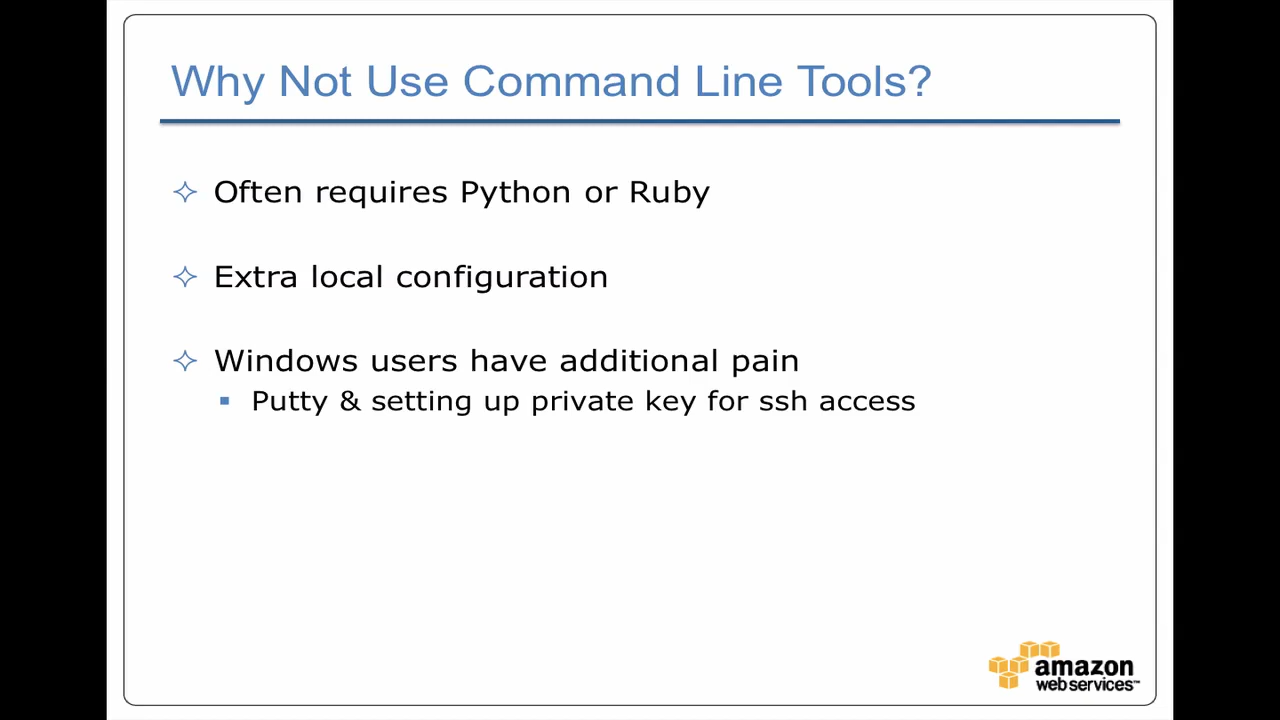 Why Not Use Command Line Tools?
Often requires Python or Ruby
Extra local configuration
Windows users have additional pain
Putty & setting up private key for ssh access
amazon
webservices™